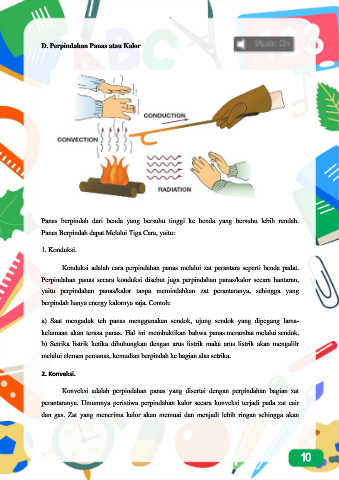 D. Perpindahan Panas atau Kalor
Music On
CONDUCTION
CONVECTION
RADIATION
Panas berpindah dari benda yang bersuhu tinggi ke benda yang bersuhu lebih rendah.
Panas Berpindah dapat Melalui Tiga Cara, yaitu:
1. Konduksi.
Konduksi adalah cara perpindahan panas melalui zat perantara seperti benda padat.
Perpindahan panas secara konduksi disebut juga perpindahan panas/kalor secara hantaran,
yaitu perpindahan panas/kalor tanpa memindahkan zat perantaranya, sehingga yang
berpindah hanya energy kalornya saja. Contoh:
a) Saat mengaduk teh panas menggunakan sendok, ujung sendok yang dipegang lama-
kelamaan akan terasa panas. Hal ini membuktikan bahwa panas merambat melalui sendok.
b) Setrika listrik ketika dihubungkan dengan arus listrik maka arus listrik akan mengalir
melalui elemen pemanas, kemudian berpindah ke bagian alas setrika.
2. Konveksi.
Konveksi adalah perpindahan panas yang disertai dengan perpindahan bagian zat
perantaranya. Umumnya peristiwa perpindahan kalor secara konveksi terjadi pada zat cair
dan gas. Zat yang menerima kalor akan memuai dan menjadi lebih ringan sehingga akan
10